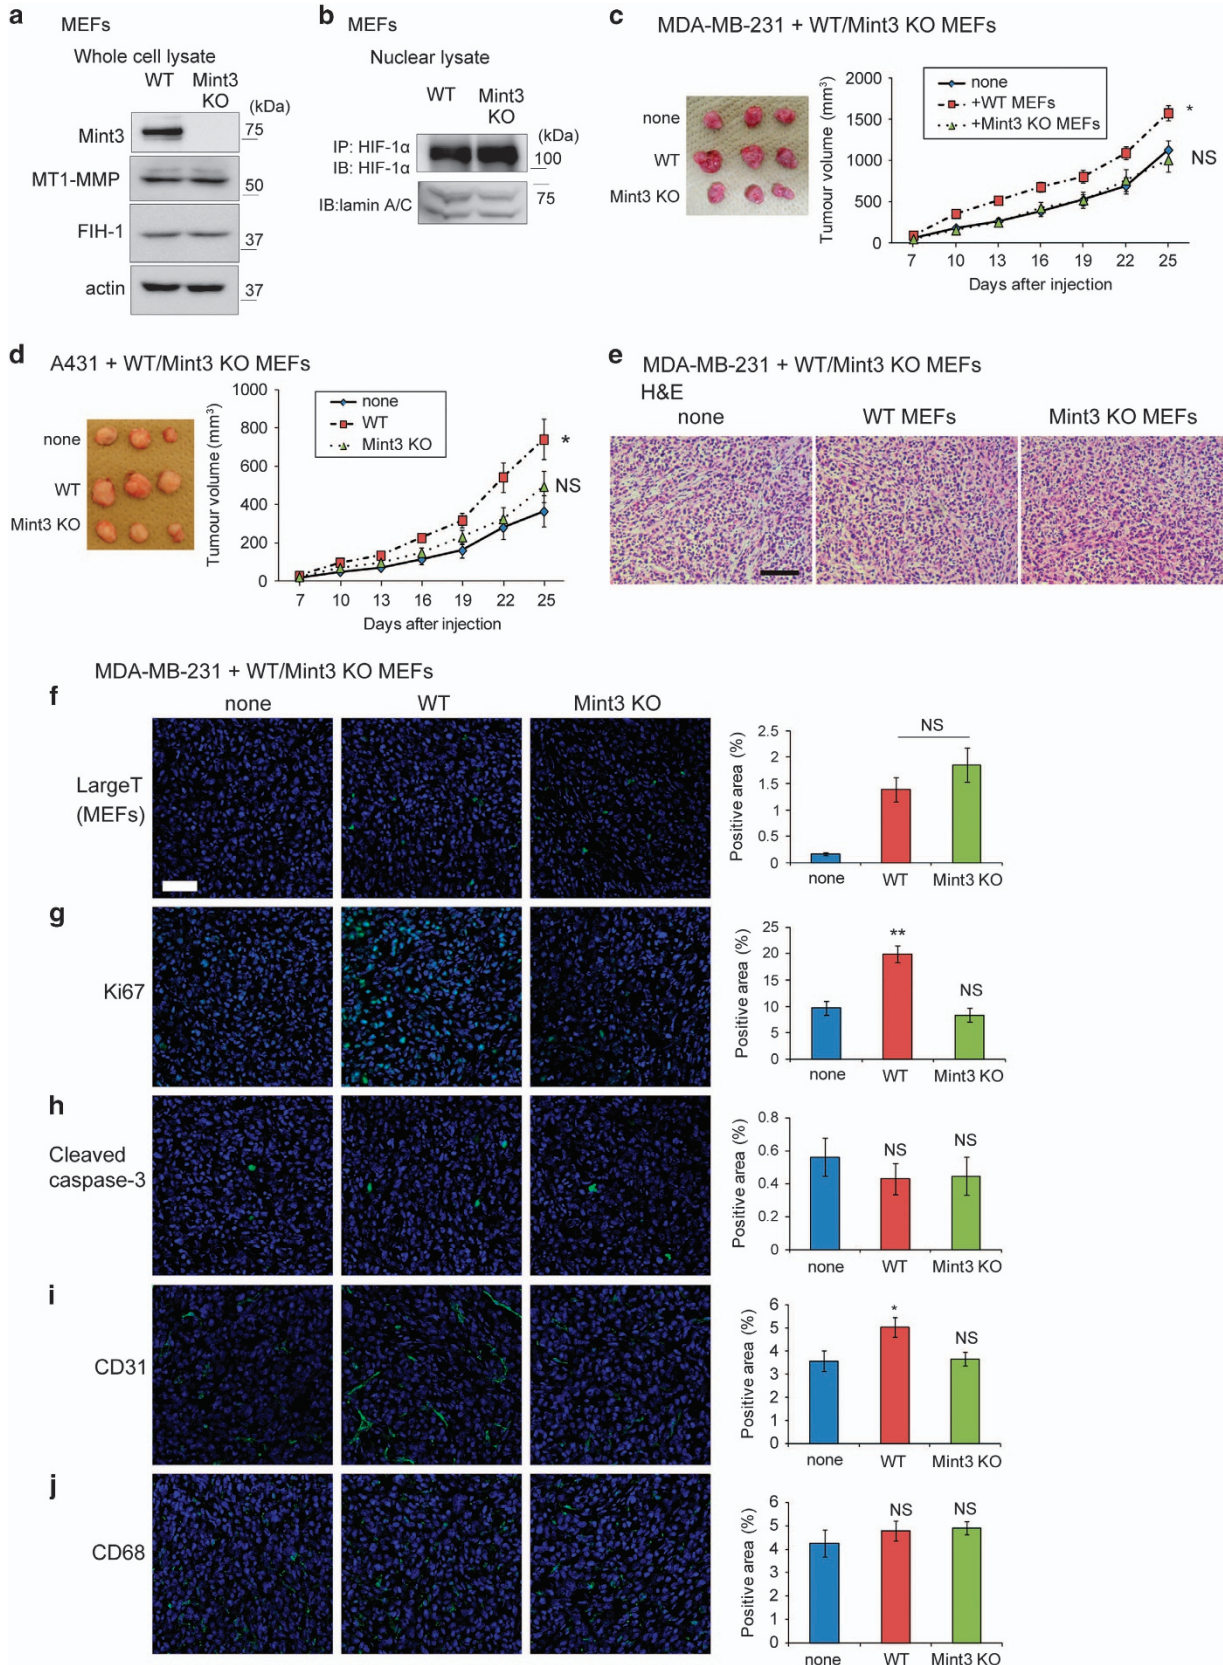 a MEFs
Whole cell lysate
WT Mint3 KO (kDa)
Mint3 75
MT1-MMP 50
FIH-1 37
actin 37
b MEFs
Nuclear lysate
WT Mint3 KO (kDa)
IP: HIF-1α
IB: HIF-1α 100
75
IB:lamin A/C
c MDA-MB-231 + WT/Mint3 KO MEFs
none
WT
Mint3 KO
Tumour volume (mm³)
2000
1500
1000
500
0
none
+WT MEFs
+Mint3 KO MEFs
*
NS
7 10 13 16 19 22 25
Days after injection
d A431 + WT/Mint3 KO MEFs
none
WT
Mint3 KO
Tumour volume (mm³)
1000
800
600
400
200
0
none
WT
Mint3 KO
*
NS
7 10 13 16 19 22 25
Days after injection
e MDA-MB-231 + WT/Mint3 KO MEFs
H&E
none WT MEFs Mint3 KO MEFs
MDA-MB-231 + WT/Mint3 KO MEFs
f none WT Mint3 KO
LargeT
(MEFs)
Positive area (%)
2.5
2
1.5
1
0.5
0
NS
none WT Mint3 KO
g
Ki67
Positive area (%)
25
20
15
10
5
0
**
NS
none WT Mint3 KO
h
Cleaved
caspase-3
Positive area (%)
0.8
0.6
0.4
0.2
0
NS NS
none WT Mint3 KO
i
CD31
Positive area (%)
6
5
4
3
2
1
0
*
NS
none WT Mint3 KO
j
CD68
Positive area (%)
6
5
4
3
2
1
0
NS NS
none WT Mint3 KO